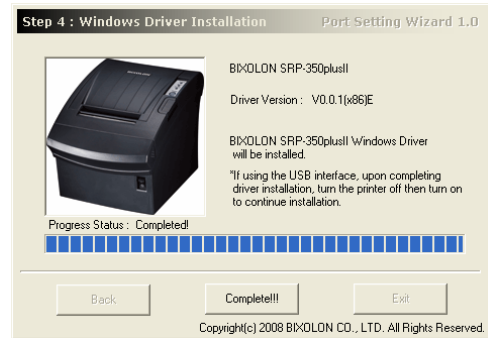 Step 4 : Windows Driver Installation
Port Setting Wizard 1.0
BIXOLON SRP-350plusII
Driver Version : V0.0.1(x86)E
BIXOLON SRP-350plusII Windows Driver
will be installed.
"If using the USB interface, upon completing
driver installation, turn the printer off then turn on
to continue installation.
Progress Status : Completed!
Back
Complete!!!
Exit
Copyright(c) 2008 BIXOLON CO., LTD. All Rights Reserved.